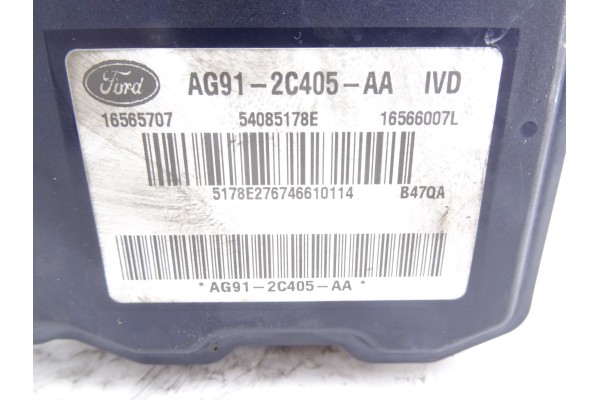 Ford AG91-2C405-AA IVD
16565707 54085178E 16566007L
5178E276746610114 B47QA
*AG91-2C405-AA*